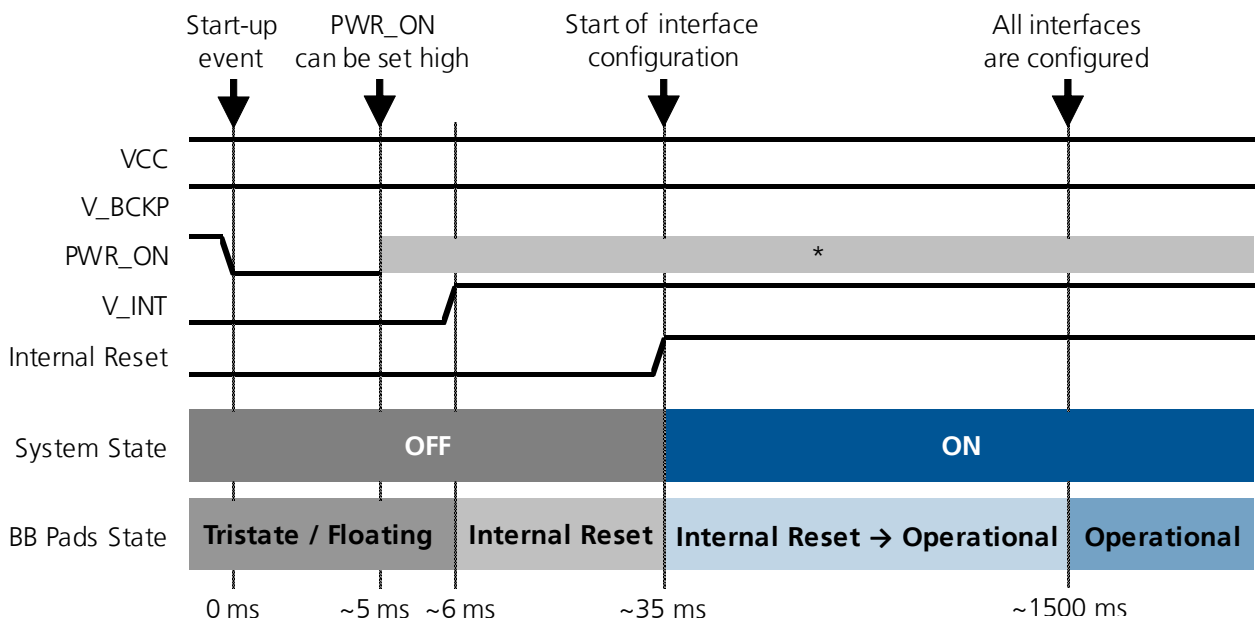 Start-up
event
PWR_ON
can be set high
Start of interface
configuration
All interfaces
are configured
VCC
V_BCKP
PWR_ON
*
V_INT
Internal Reset
System State
OFF
ON
BB Pads State
Tristate / Floating
Internal Reset
Internal Reset → Operational
Operational
0 ms
~5 ms
~6 ms
~35 ms
~1500 ms